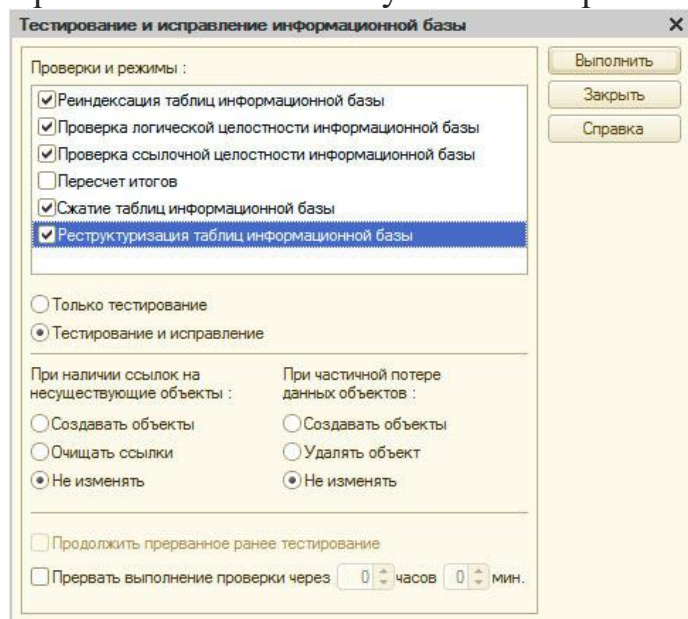 Тестирование и исправление информационной базы
Проверки и режимы :
Выполнить
Закрыть
Справка
Реиндексация таблиц информационной базы
Проверка логической целостности информационной базы
Проверка ссылочной целостности информационной базы
Пересчет итогов
Сжатие таблиц информационной базы
Реструктуризация таблиц информационной базы
Только тестирование
Тестирование и исправление
При наличии ссылок на
несуществующие объекты :
Создавать объекты
Очищать ссылки
Не изменять
При частичной потере
данных объектов :
Создавать объекты
Удалять объект
Не изменять
Продолжить прерванное ранее тестирование
Прервать выполнение проверки через 0 часов 0 мин.